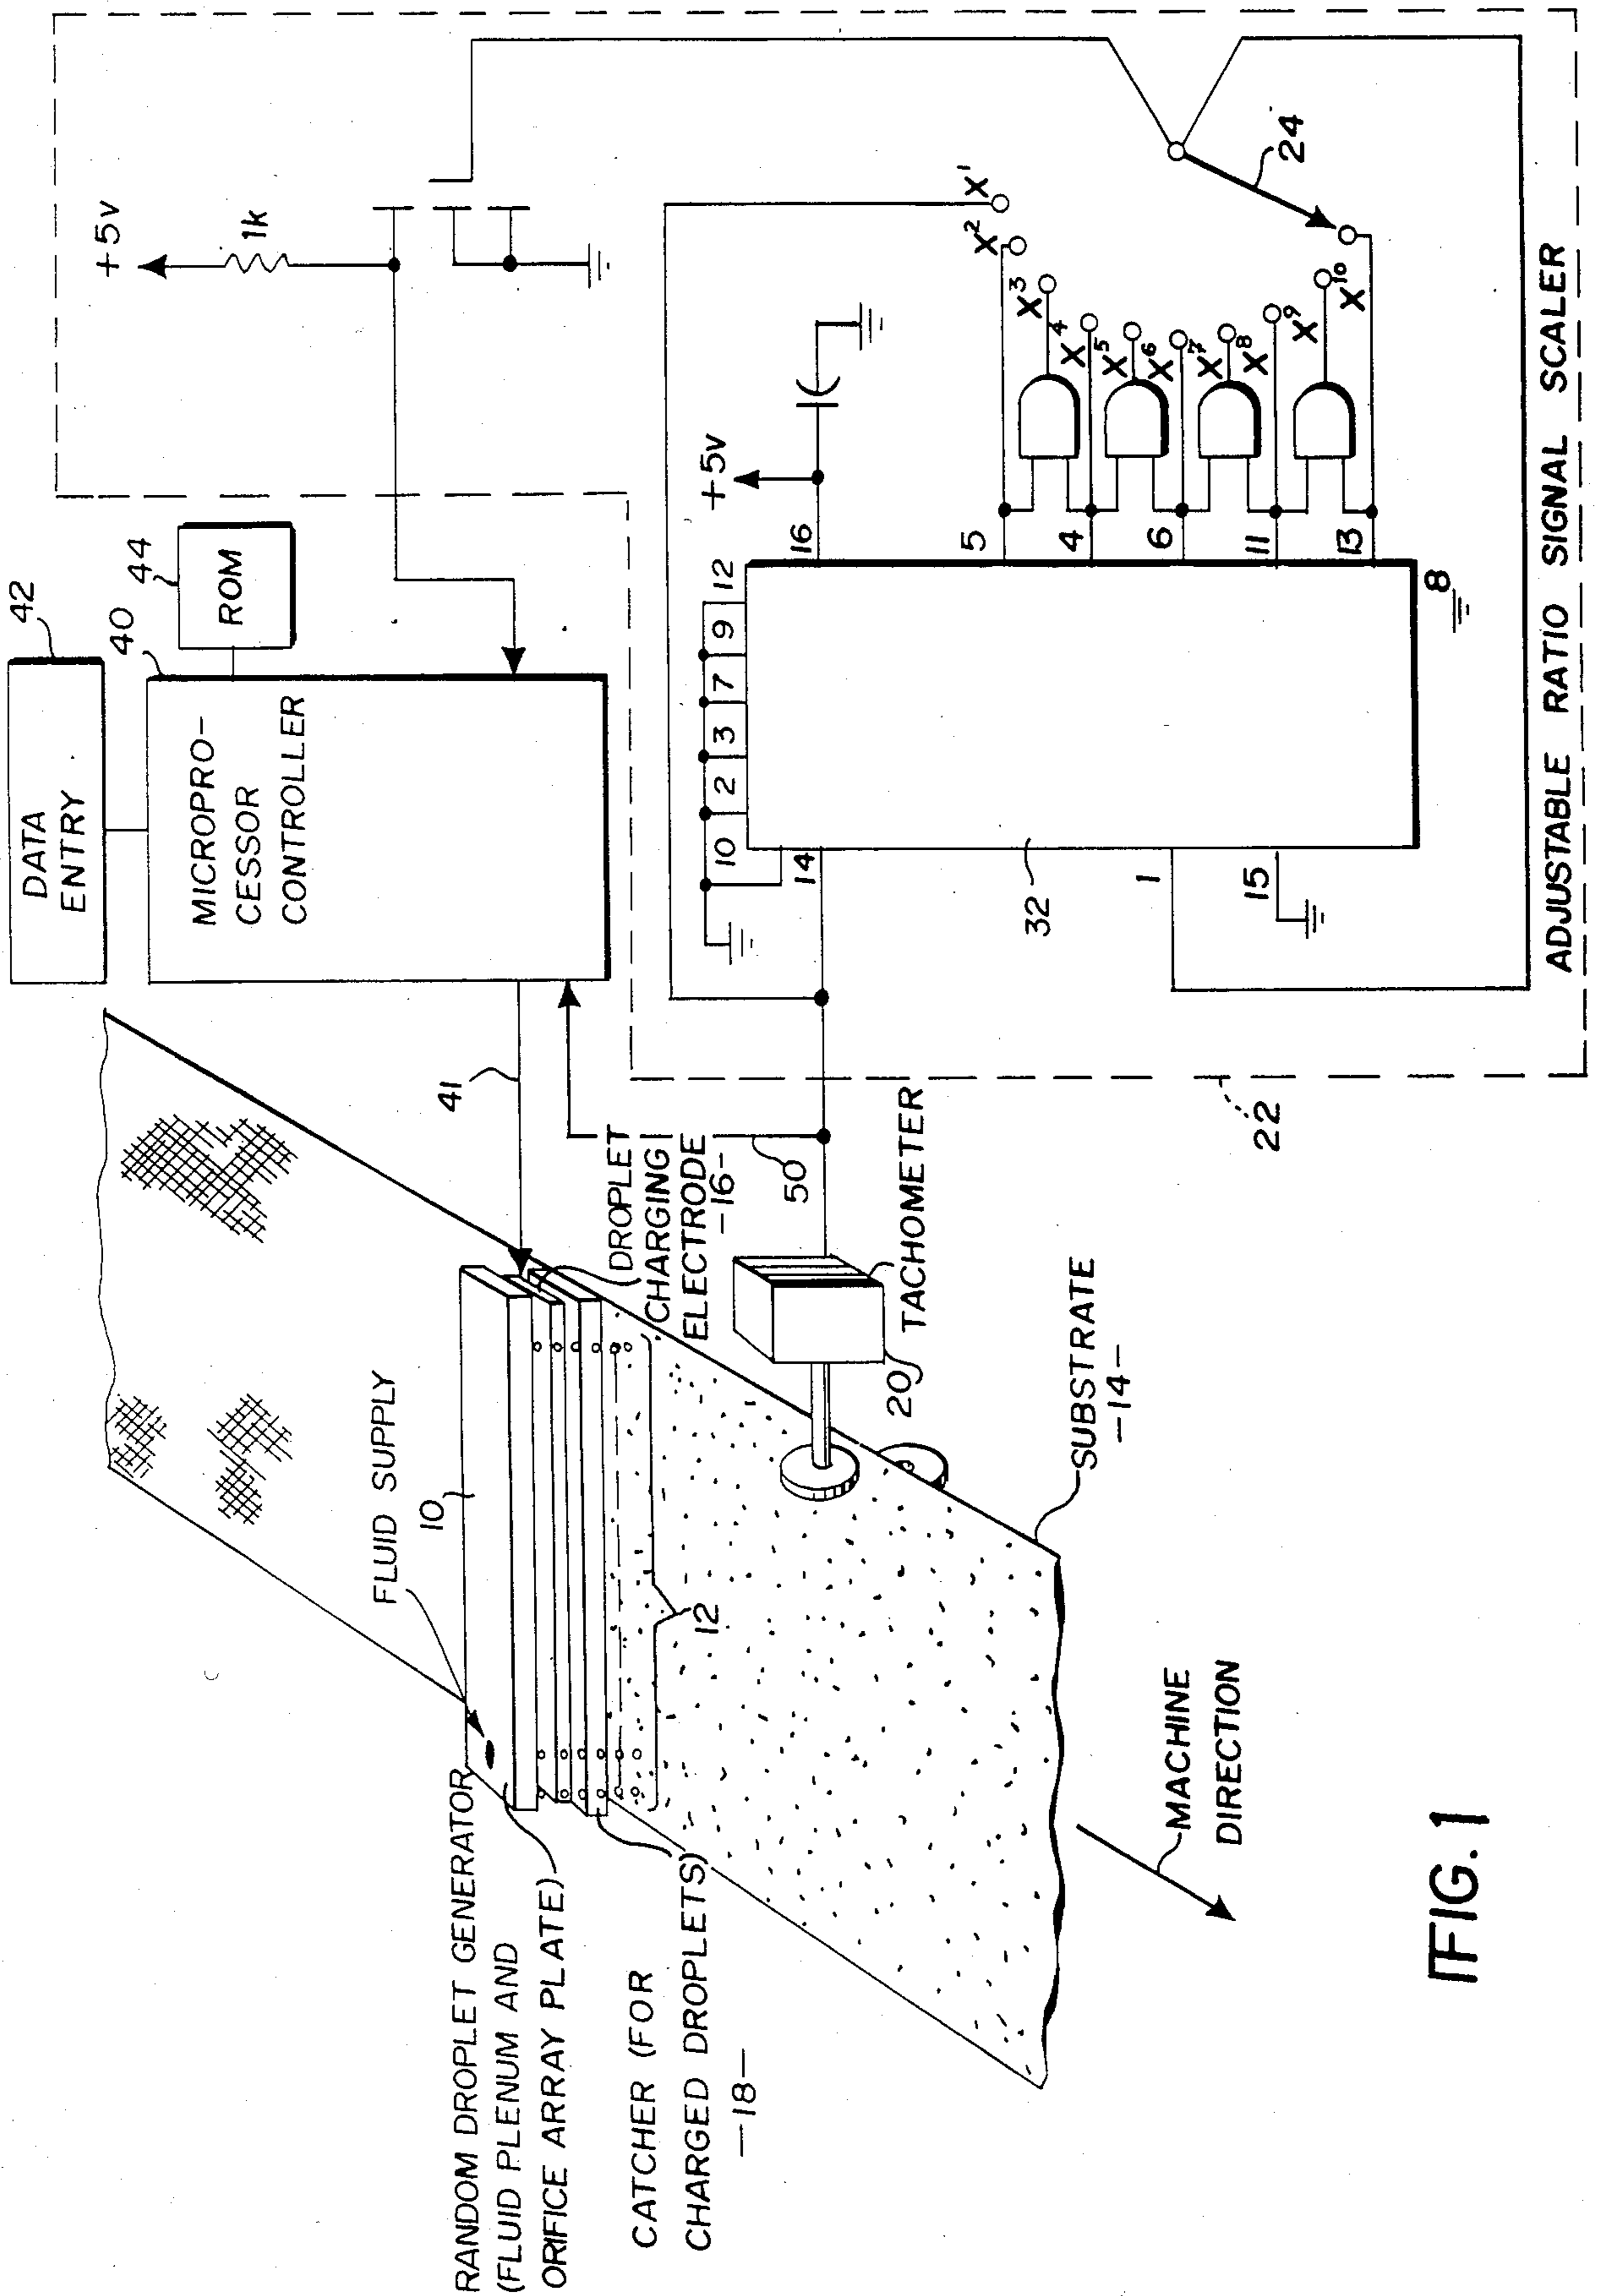 DATA
ENTRY
42
MICROPRO-
CESSOR
CONTROLLER
40
ROM
44
+5v
1k
41
FLUID SUPPLY
10
RANDOM DROPLET GENERATOR
(FLUID PLENUM AND
ORIFICE ARRAY PLATE)
CATCHER (FOR
CHARGED DROPLETS)
-18-
DROPLET
CHARGING
ELECTRODE
-16-
12
50
20
TACHOMETER
SUBSTRATE
-14-
MACHINE
DIRECTION
22
10 2 3 7 9 12
14
16
+5v
32
1
15
5
4
6
11
13
8
X1
X2
X3
X4
X5
X6
X7
X8
X9
X10
24
ADJUSTABLE RATIO SIGNAL SCALER
FIG. 1